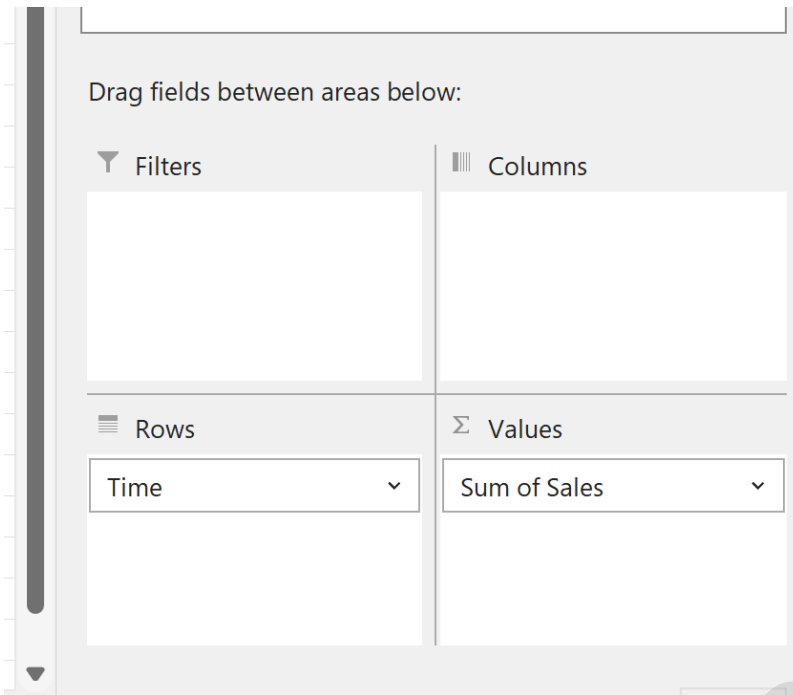 Drag fields between areas below:
Filters
Columns
Rows
Σ Values
Time
Sum of Sales